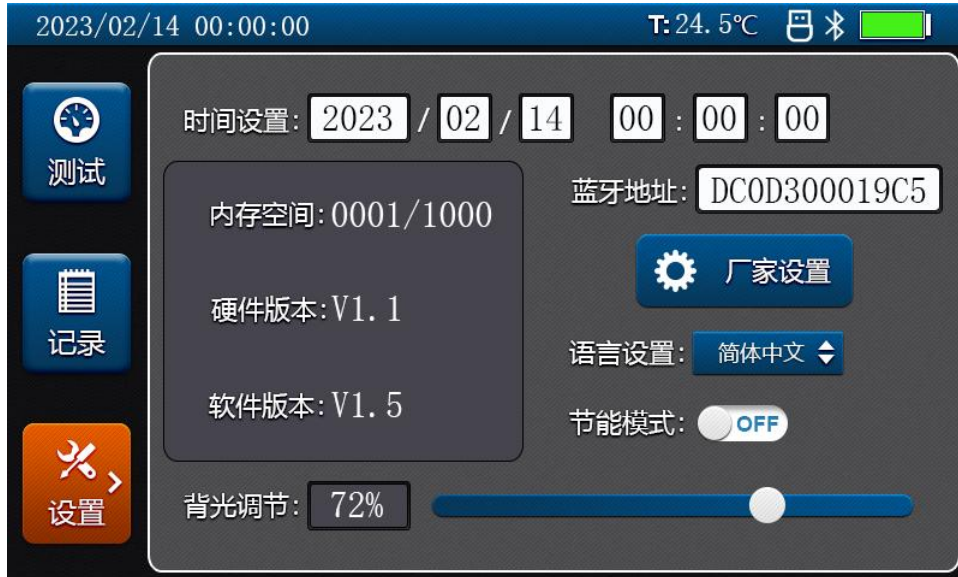 2023/02/14 00:00:00 T:24.5℃
测试
记录
设置
时间设置: 2023 / 02 / 14 00 : 00 : 00
内存空间:0001/1000
硬件版本:V1.1
软件版本:V1.5
蓝牙地址: DC0D300019C5
厂家设置
语言设置: 简体中文
节能模式: OFF
背光调节: 72%